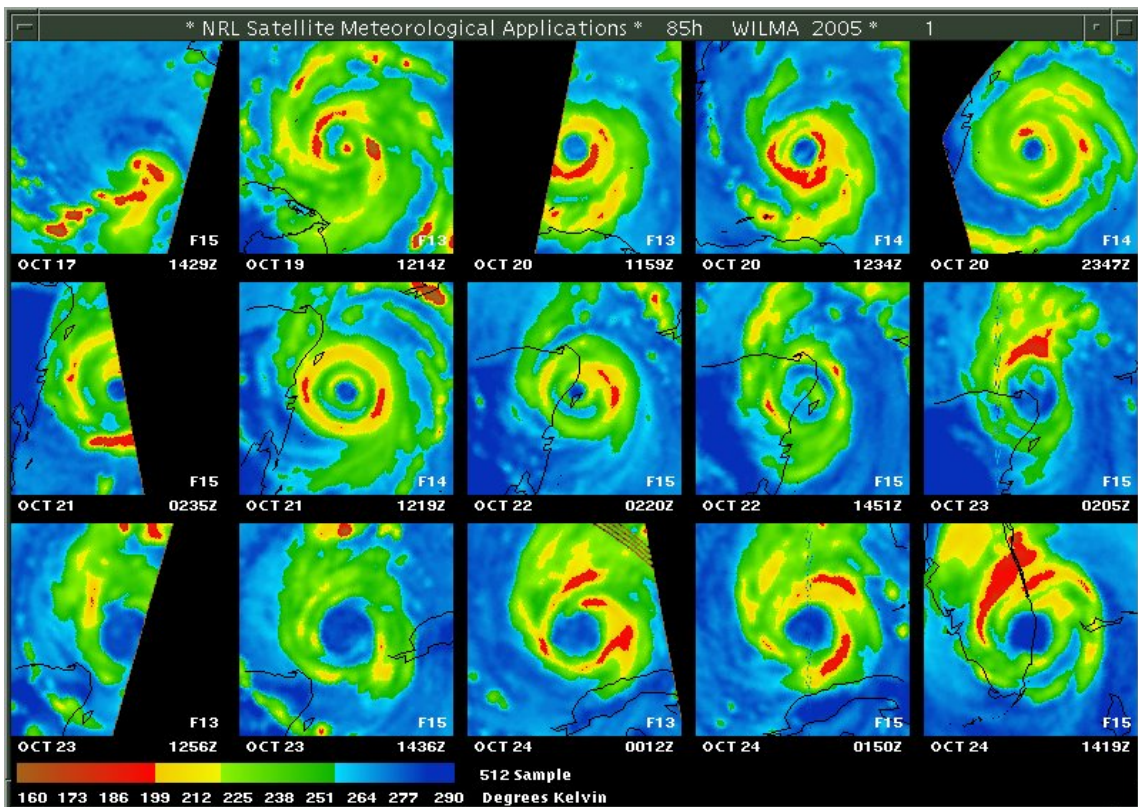 * NRL Satellite Meteorological Applications * 85h WILMA 2005 * 1
F15 F13 F13 F14 F14
OCT 17 1429Z OCT 19 1214Z OCT 20 1159Z OCT 20 1234Z OCT 20 2347Z
F15 F14 F15 F15 F15
OCT 21 0235Z OCT 21 1219Z OCT 22 0220Z OCT 22 1451Z OCT 23 0205Z
F13 F15 F13 F15 F15
OCT 23 1256Z OCT 23 1436Z OCT 24 0012Z OCT 24 0150Z OCT 24 1419Z
512 Sample
160 173 186 199 212 225 238 251 264 277 290 Degrees Kelvin